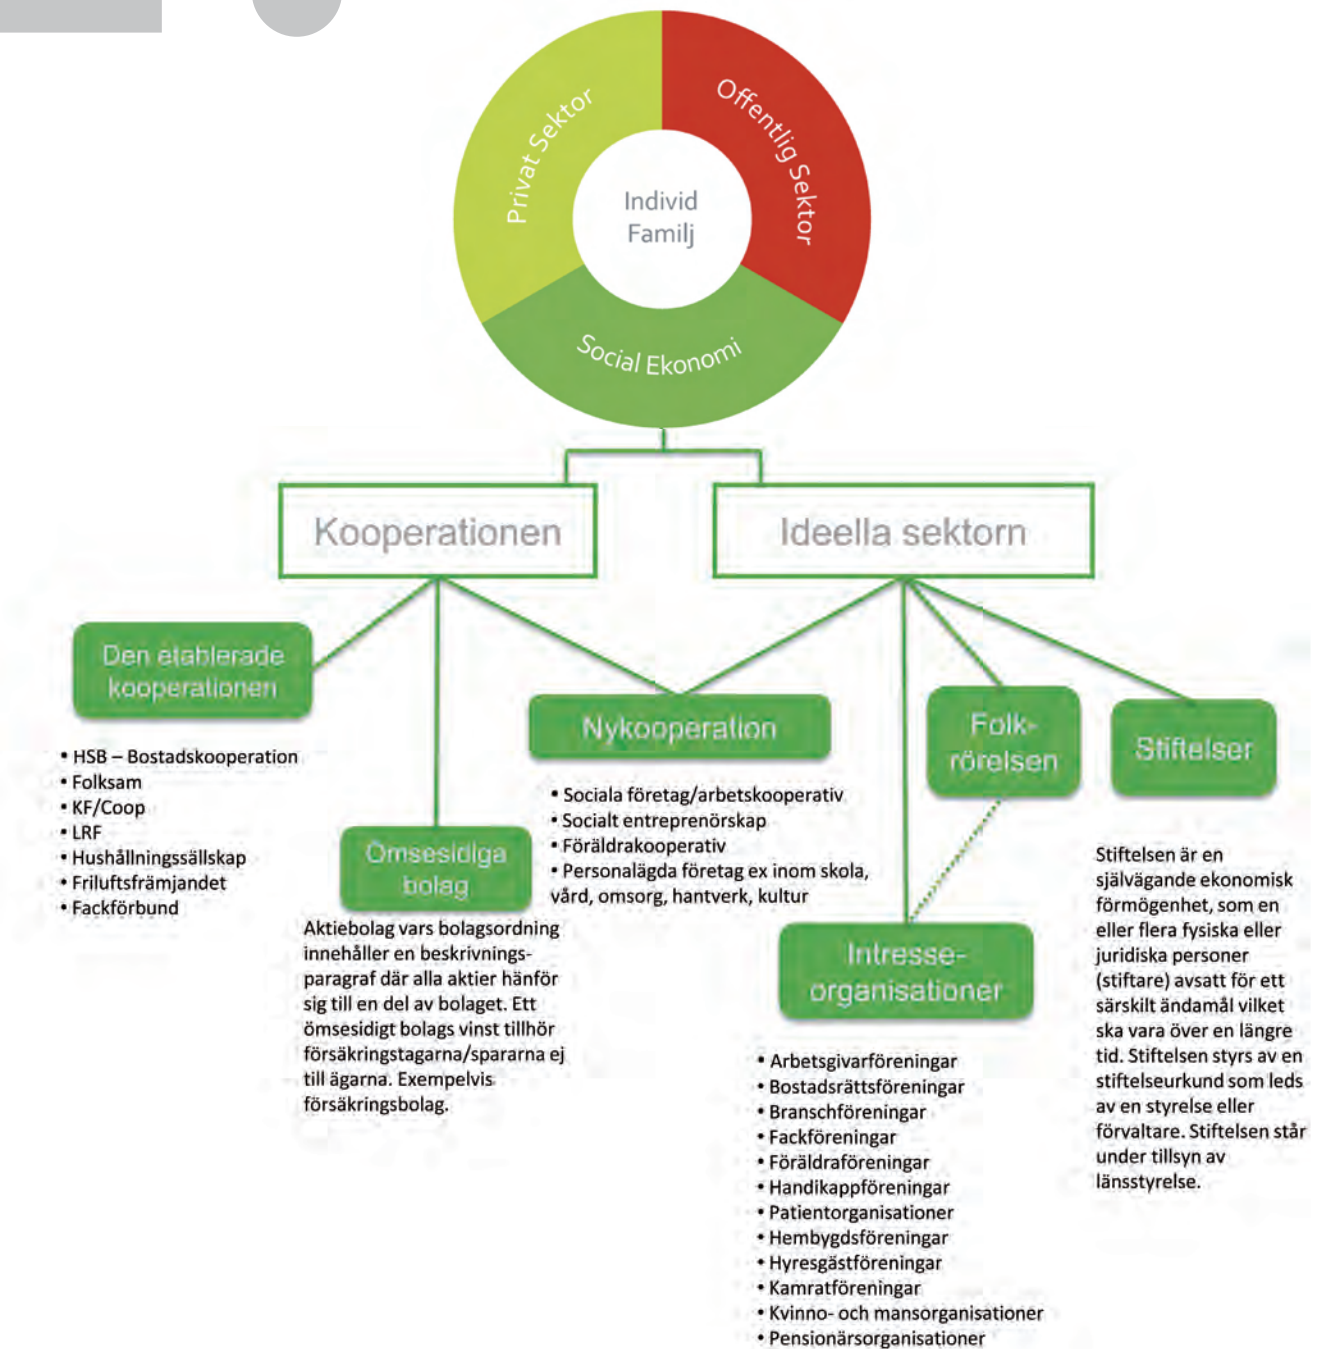 Privat Sektor
Offentlig Sektor
Individ
Familj
Social Ekonomi
Kooperationen
Ideella sektorn
Den etablerade
kooperationen
• HSB – Bostadskooperation
• Folksam
• KF/Coop
• LRF
• Hushållningssällskap
• Friluftsfrämjandet
• Fackförbund
Ömsesidiga
bolag
Aktiebolag vars bolagsordning
innehåller en beskrivnings-
paragraf där alla aktier hänför
sig till en del av bolaget. Ett
ömsesidigt bolags vinst tillhör
försäkringstagarna/spararna ej
till ägarna. Exempelvis
försäkringsbolag.
Nykooperation
• Sociala företag/arbetskooperativ
• Socialt entreprenörskap
• Föräldrakooperativ
• Personalägda företag ex inom skola,
vård, omsorg, hantverk, kultur
Folk-
rörelsen
Intresse-
organisationer
• Arbetsgivarföreningar
• Bostadsrättsföreningar
• Branschföreningar
• Fackföreningar
• Föräldraföreningar
• Handikappföreningar
• Patientorganisationer
• Hembygdsföreningar
• Hyresgästföreningar
• Kamratföreningar
• Kvinno- och mansorganisationer
• Pensionärsorganisationer
Stiftelser
Stiftelsen är en
självägande ekonomisk
förmögenhet, som en
eller flera fysiska eller
juridiska personer
(stiftare) avsatt för ett
särskilt ändamål vilket
ska vara över en längre
tid. Stiftelsen styrs av en
stiftelseurkund som leds
av en styrelse eller
förvaltare. Stiftelsen står
under tillsyn av
länsstyrelse.